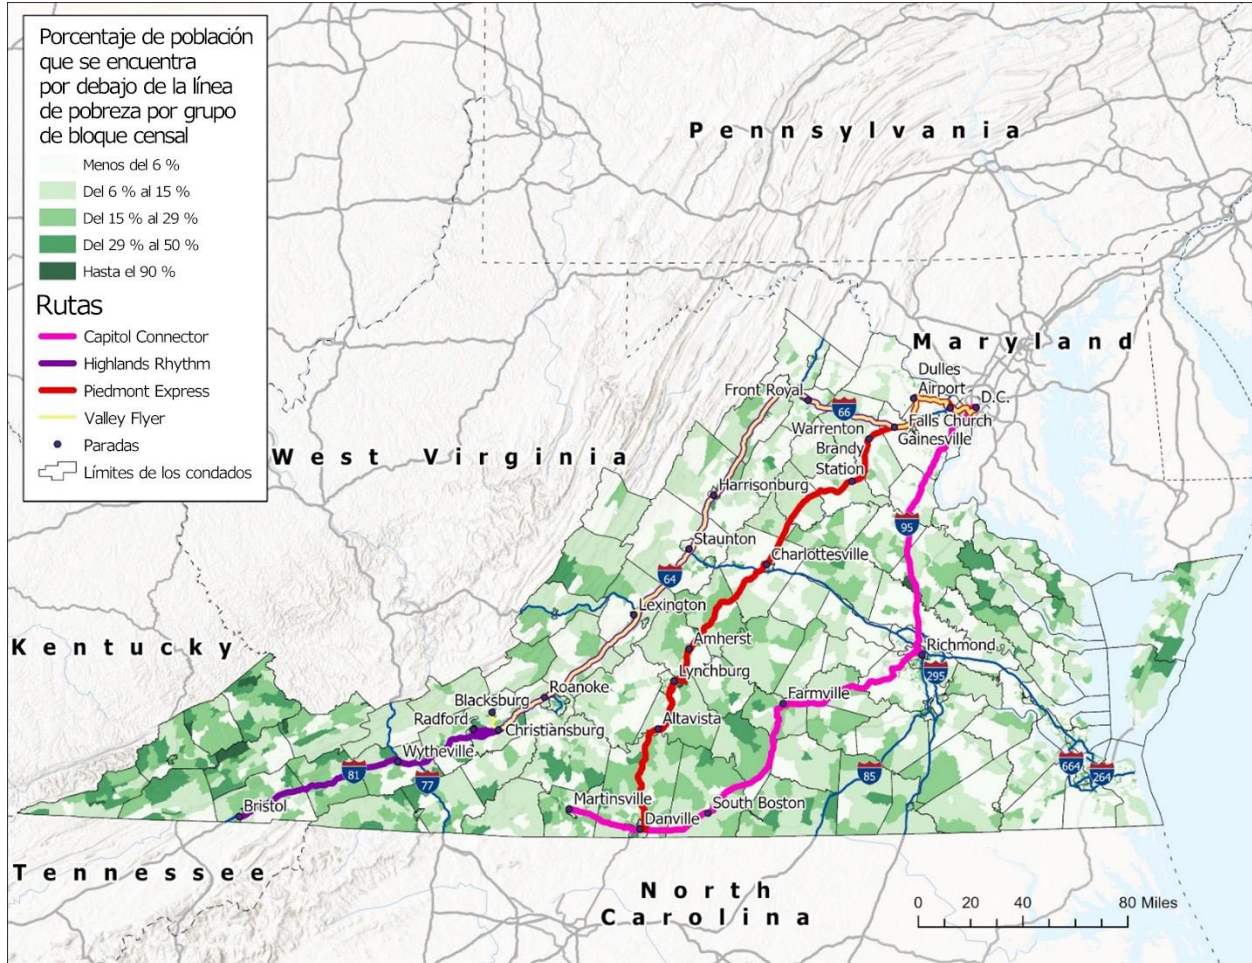 Porcentaje de población
que se encuentra
por debajo de la línea
de pobreza por grupo
de bloque censal
Menos del 6 %
Del 6 % al 15 %
Del 15 % al 29 %
Del 29 % al 50 %
Hasta el 90 %
Rutas
Capitol Connector
Highlands Rhythm
Piedmont Express
Valley Flyer
Paradas
Límites de los condados
Pennsylvania
Maryland
West Virginia
Kentucky
Tennessee
North
Carolina
Dulles
Airport
D.C.
Front Royal
66
Falls Church
Warrenton
Gainesville
Brandy
Station
Harrisonburg
95
Staunton
Charlottesville
64
Lexington
Amherst
Richmond
Lynchburg
295
Roanoke
Farmville
Blacksburg
Radford
Christiansburg
Altavista
Wytheville
81
77
85
664
264
Bristol
Martinsville
South Boston
Danville
0 20 40 80 Miles